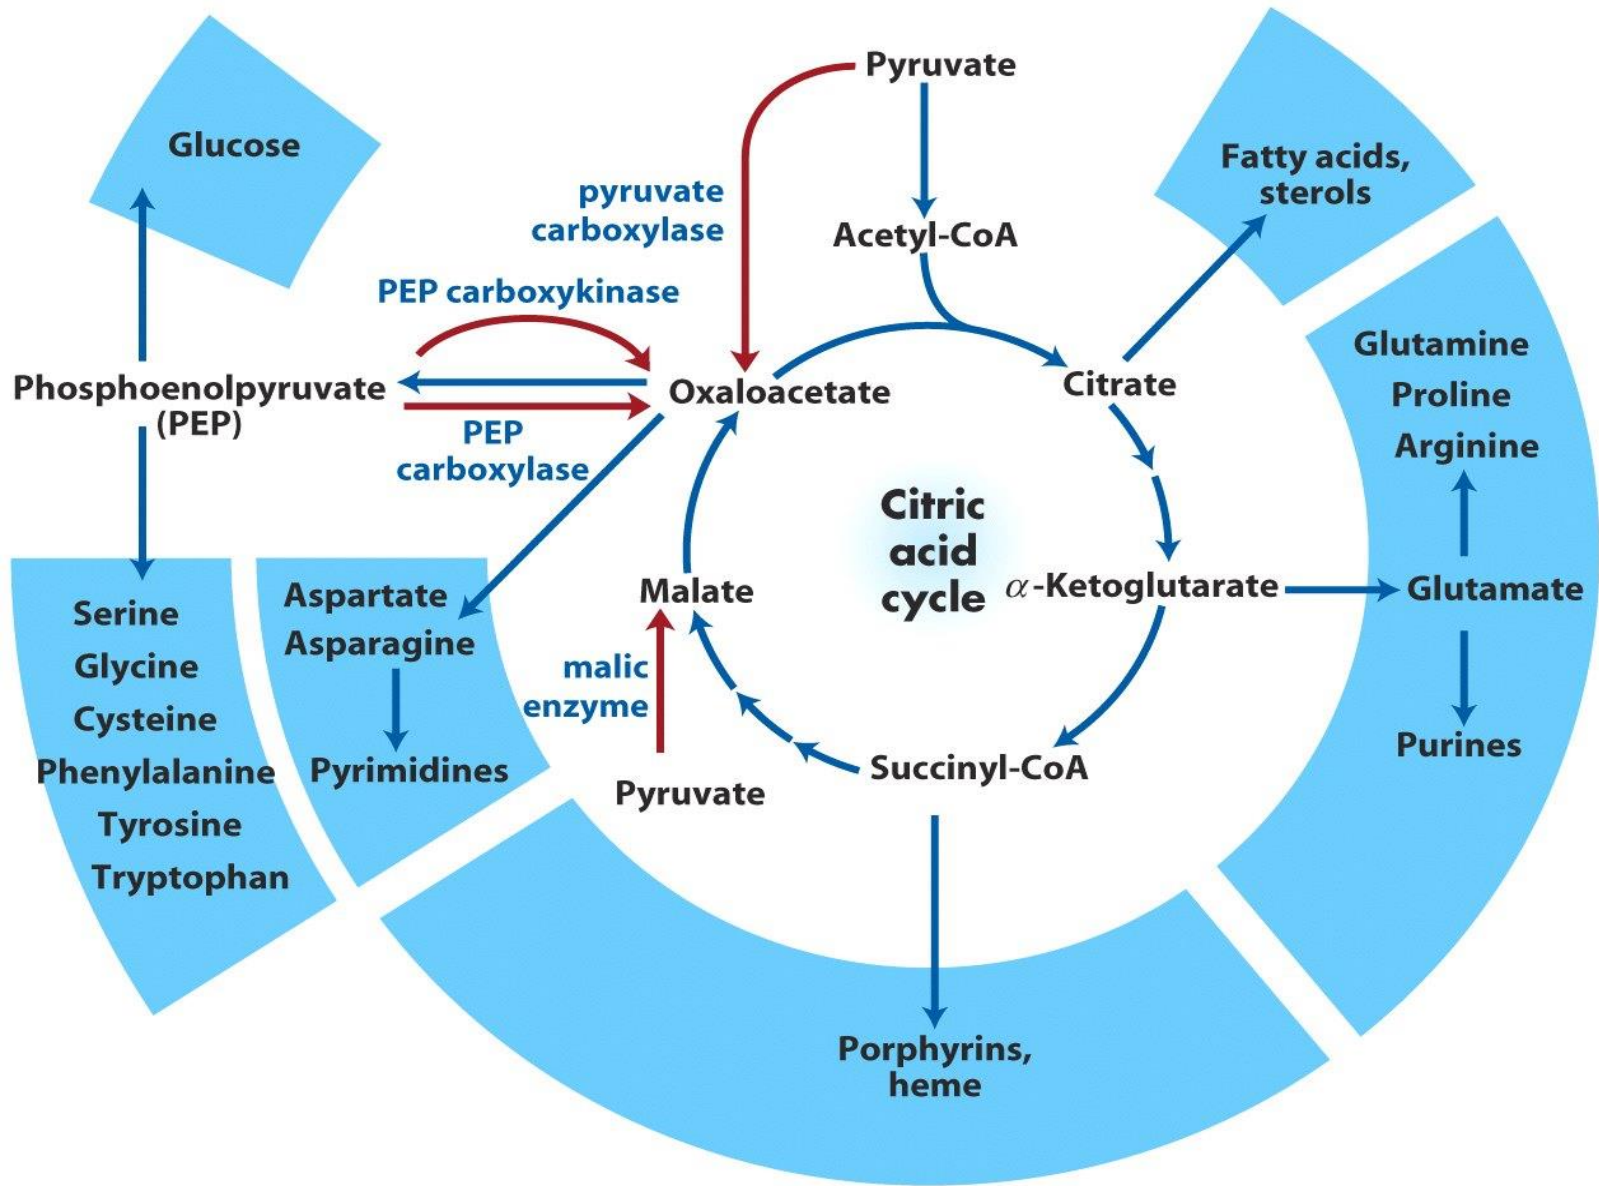 Pyruvate
Glucose
Fatty acids,
sterols
pyruvate
carboxylase
Acetyl-CoA
PEP carboxykinase
Phosphoenolpyruvate
(PEP)
Oxaloacetate
Citrate
PEP
carboxylase
Glutamine
Proline
Arginine
Citric
acid
cycle
α-Ketoglutarate
Glutamate
Purines
Malate
malic
enzyme
Pyruvate
Succinyl-CoA
Aspartate
Asparagine
Pyrimidines
Serine
Glycine
Cysteine
Phenylalanine
Tyrosine
Tryptophan
Porphyrins,
heme